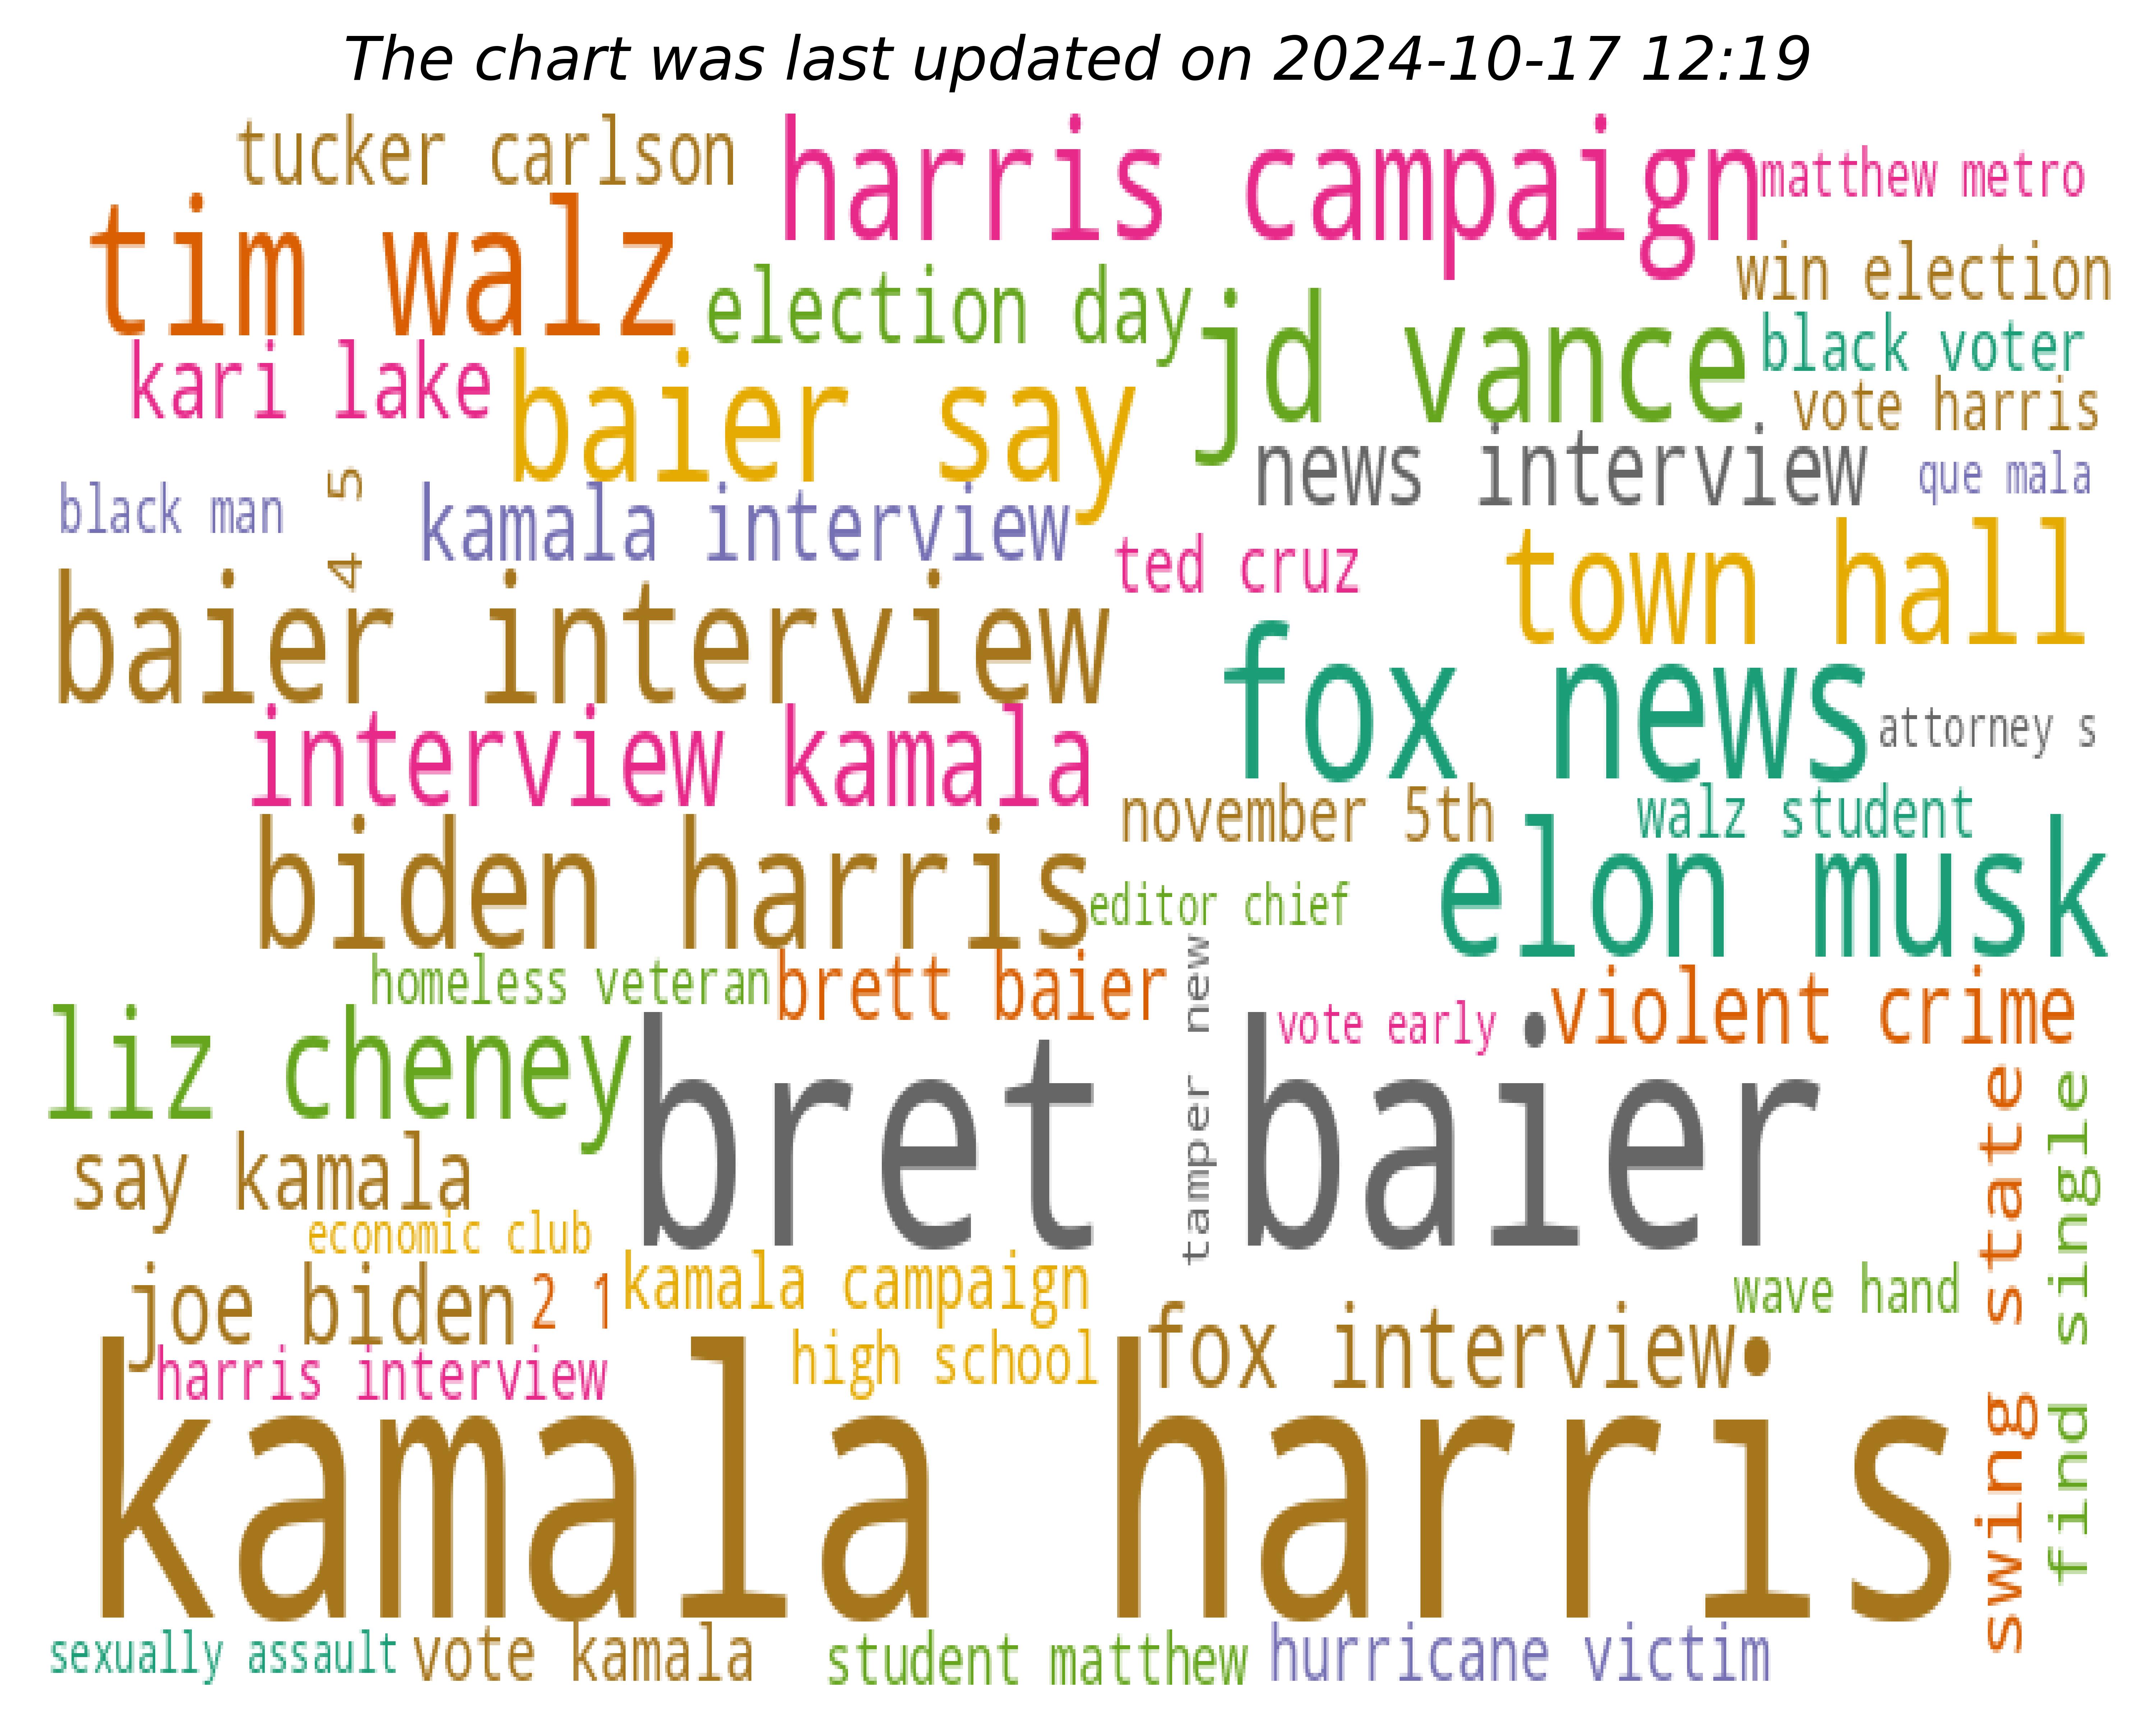 The chart was last updated on 2024-10-17 12:19
tucker carlson
harris campaign
matthew metro
tim walz
win election
election day
jd vance
black voter
kari lake
baier say
vote harris
news interview
que mala
black man
4 5
kamala interview
ted cruz
town hall
baier interview
fox news
attorney s
interview kamala
november 5th
walz student
biden harris
editor chief
elon musk
homeless veteran
brett baier
tamper new
vote early
violent crime
liz cheney
bret baier
swing state
find single
say kamala
economic club
joe biden
2 1
kamala campaign
wave hand
harris interview
high school
fox interview
kamala harris
sexually assault
vote kamala
student matthew
hurricane victim